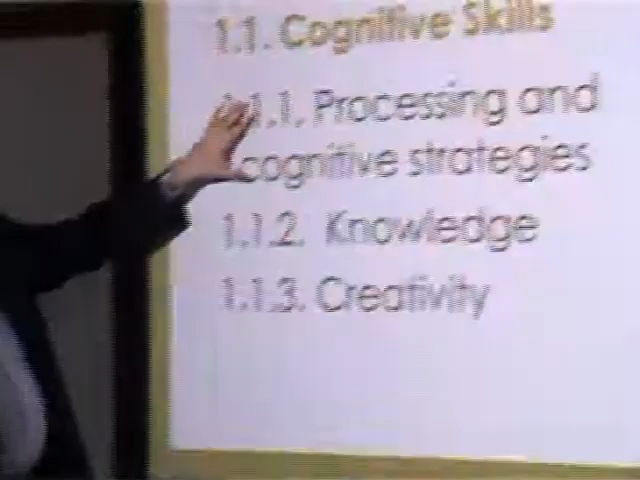 1.1. Cognitive Skills
1.1.1. Processing and
cognitive strategies
1.1.2. Knowledge
1.1.3. Creativity